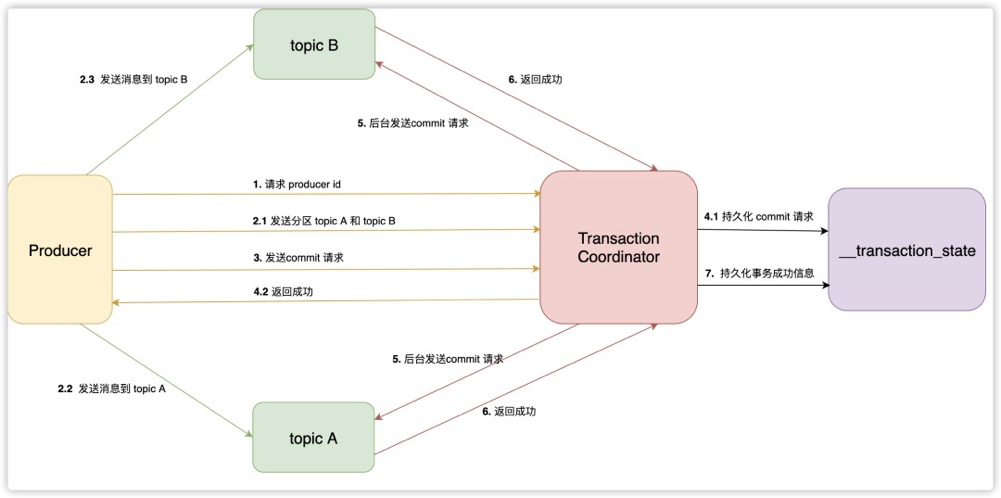 topic B
2.3 发送消息到 topic B
6. 返回成功
5. 后台发送commit 请求
1. 请求 producer id
2.1 发送分区 topic A 和 topic B
4.1 持久化 commit 请求
Producer
Transaction
Coordinator
__transaction_state
3. 发送commit 请求
7. 持久化事务成功信息
4.2 返回成功
5. 后台发送commit 请求
2.2 发送消息到 topic A
6. 返回成功
topic A